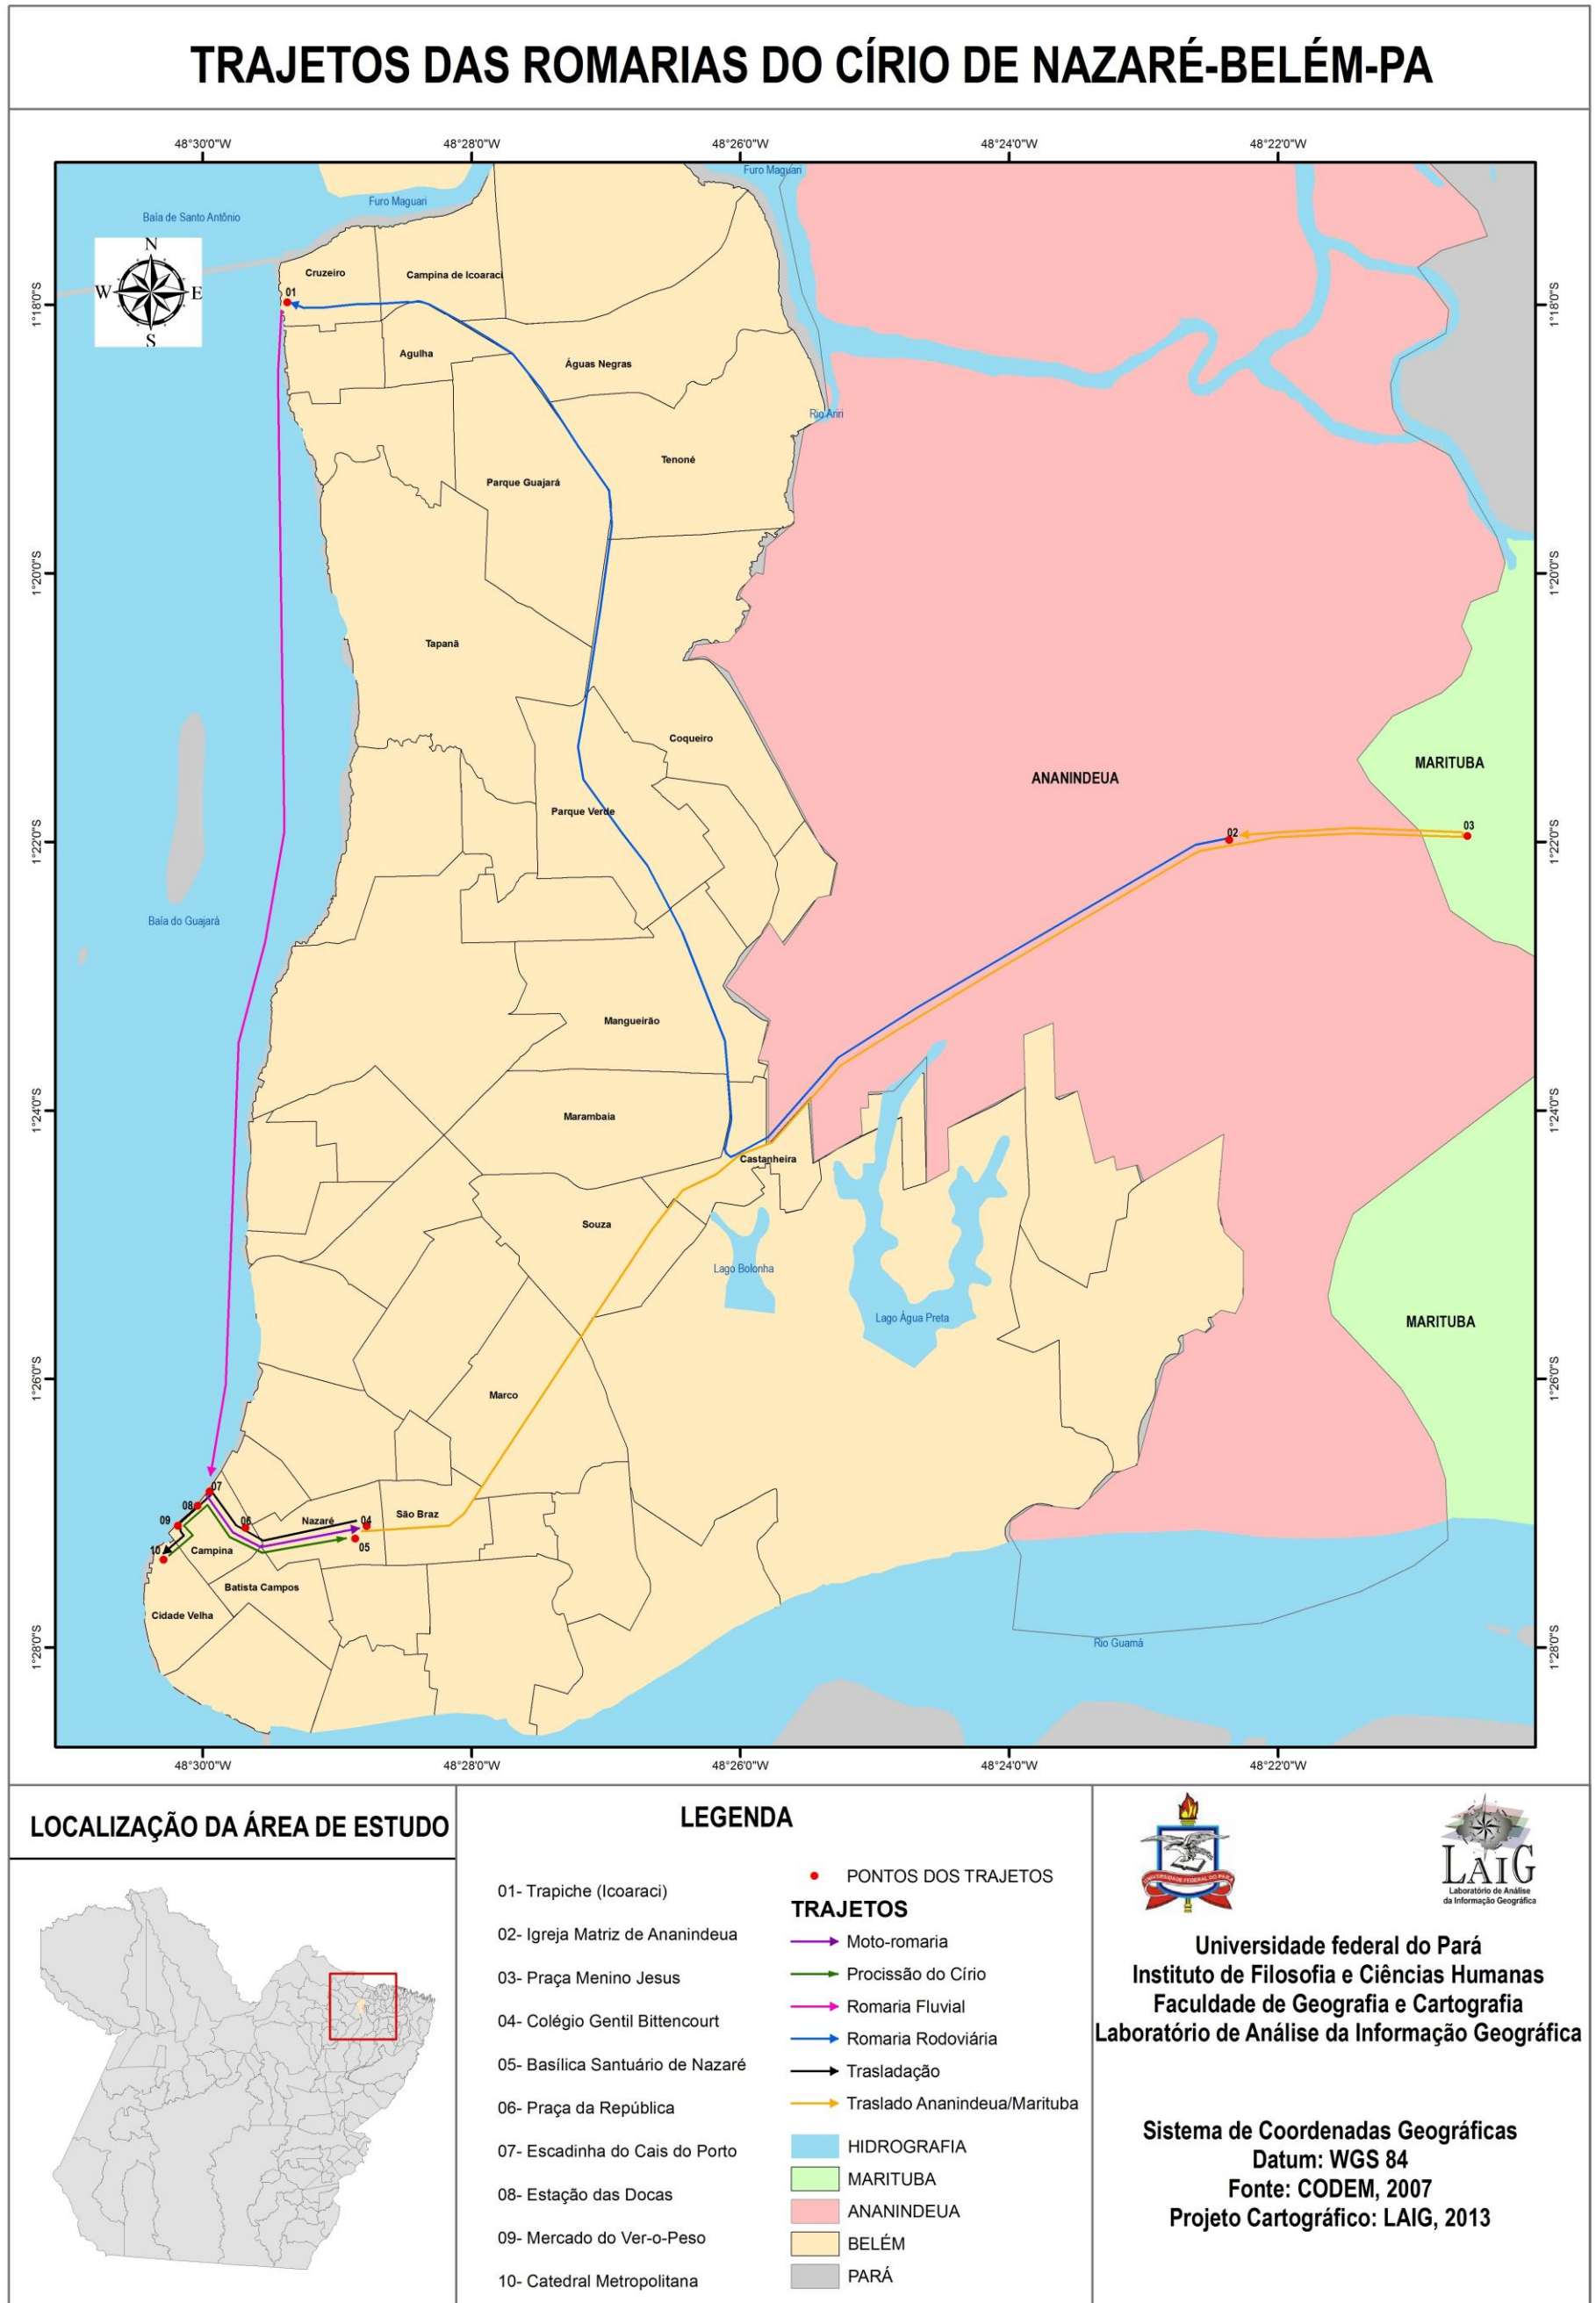 TRAJETOS DAS ROMARIAS DO CÍRIO DE NAZARÉ-BELÉM-PA
48°30'0"W 48°28'0"W 48°26'0"W 48°24'0"W 48°22'0"W
Furo Maguari
Furo Maguari
Baía de Santo Antônio
N
W E
S
Cruzeiro
Campina de Icoaraci
01
1°18'0"S
1°18'0"S
Agulha
Águas Negras
Rio Ariri
Tenoné
Parque Guajará
1°20'0"S
1°20'0"S
Tapanã
Coqueiro
ANANINDEUA
MARITUBA
Parque Verde
02
03
1°22'0"S
1°22'0"S
Baía do Guajará
Mangueirão
1°24'0"S
1°24'0"S
Marambaia
Castanheira
Souza
Lago Bolonha
Lago Água Preta
MARITUBA
1°26'0"S
1°26'0"S
Marco
07
08
09
06
Nazaré
04
São Braz
05
10
Campina
Batista Campos
Cidade Velha
Rio Guamá
1°28'0"S
1°28'0"S
48°30'0"W 48°28'0"W 48°26'0"W 48°24'0"W 48°22'0"W
LOCALIZAÇÃO DA ÁREA DE ESTUDO
LEGENDA
01- Trapiche (Icoaraci)
02- Igreja Matriz de Ananindeua
03- Praça Menino Jesus
04- Colégio Gentil Bittencourt
05- Basílica Santuário de Nazaré
06- Praça da República
07- Escadinha do Cais do Porto
08- Estação das Docas
09- Mercado do Ver-o-Peso
10- Catedral Metropolitana
PONTOS DOS TRAJETOS
TRAJETOS
Moto-romaria
Procissão do Círio
Romaria Fluvial
Romaria Rodoviária
Trasladação
Traslado Ananindeua/Marituba
HIDROGRAFIA
MARITUBA
ANANINDEUA
BELÉM
PARÁ
UNIVERSIDADE FEDERAL DO PARÁ
LAIG
Laboratório de Análise
da Informação Geográfica
Universidade federal do Pará
Instituto de Filosofia e Ciências Humanas
Faculdade de Geografia e Cartografia
Laboratório de Análise da Informação Geográfica
Sistema de Coordenadas Geográficas
Datum: WGS 84
Fonte: CODEM, 2007
Projeto Cartográfico: LAIG, 2013